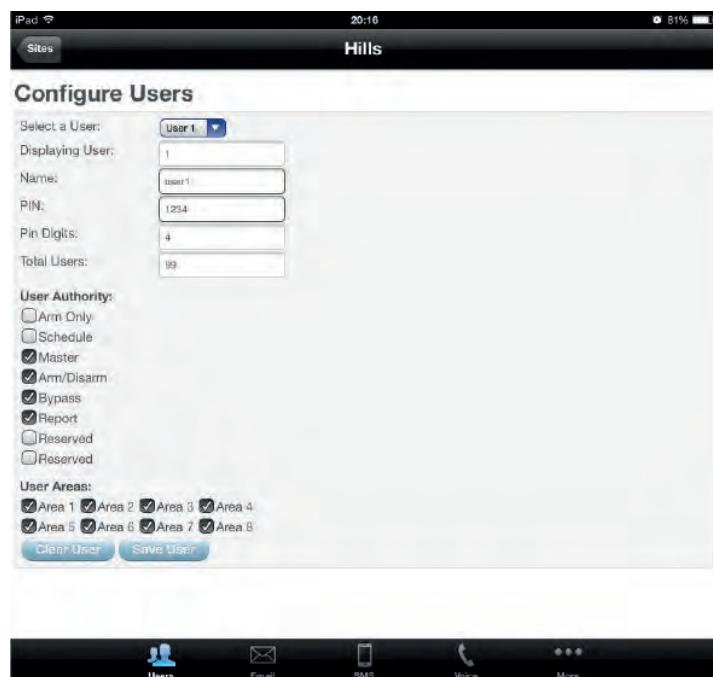 iPad 20:16 81%
Sites Hills
Configure Users
Select a User: User 1
Displaying User: 1
Name: user1
PIN: 1234
Pin Digits: 4
Total Users: 99
User Authority:
Arm Only
Schedule
Master
Arm/Disarm
Bypass
Report
Reserved
Reserved
User Areas:
Area 1 Area 2 Area 3 Area 4
Area 5 Area 6 Area 7 Area 8
Clear User Save User
Users Email SMS Voice More